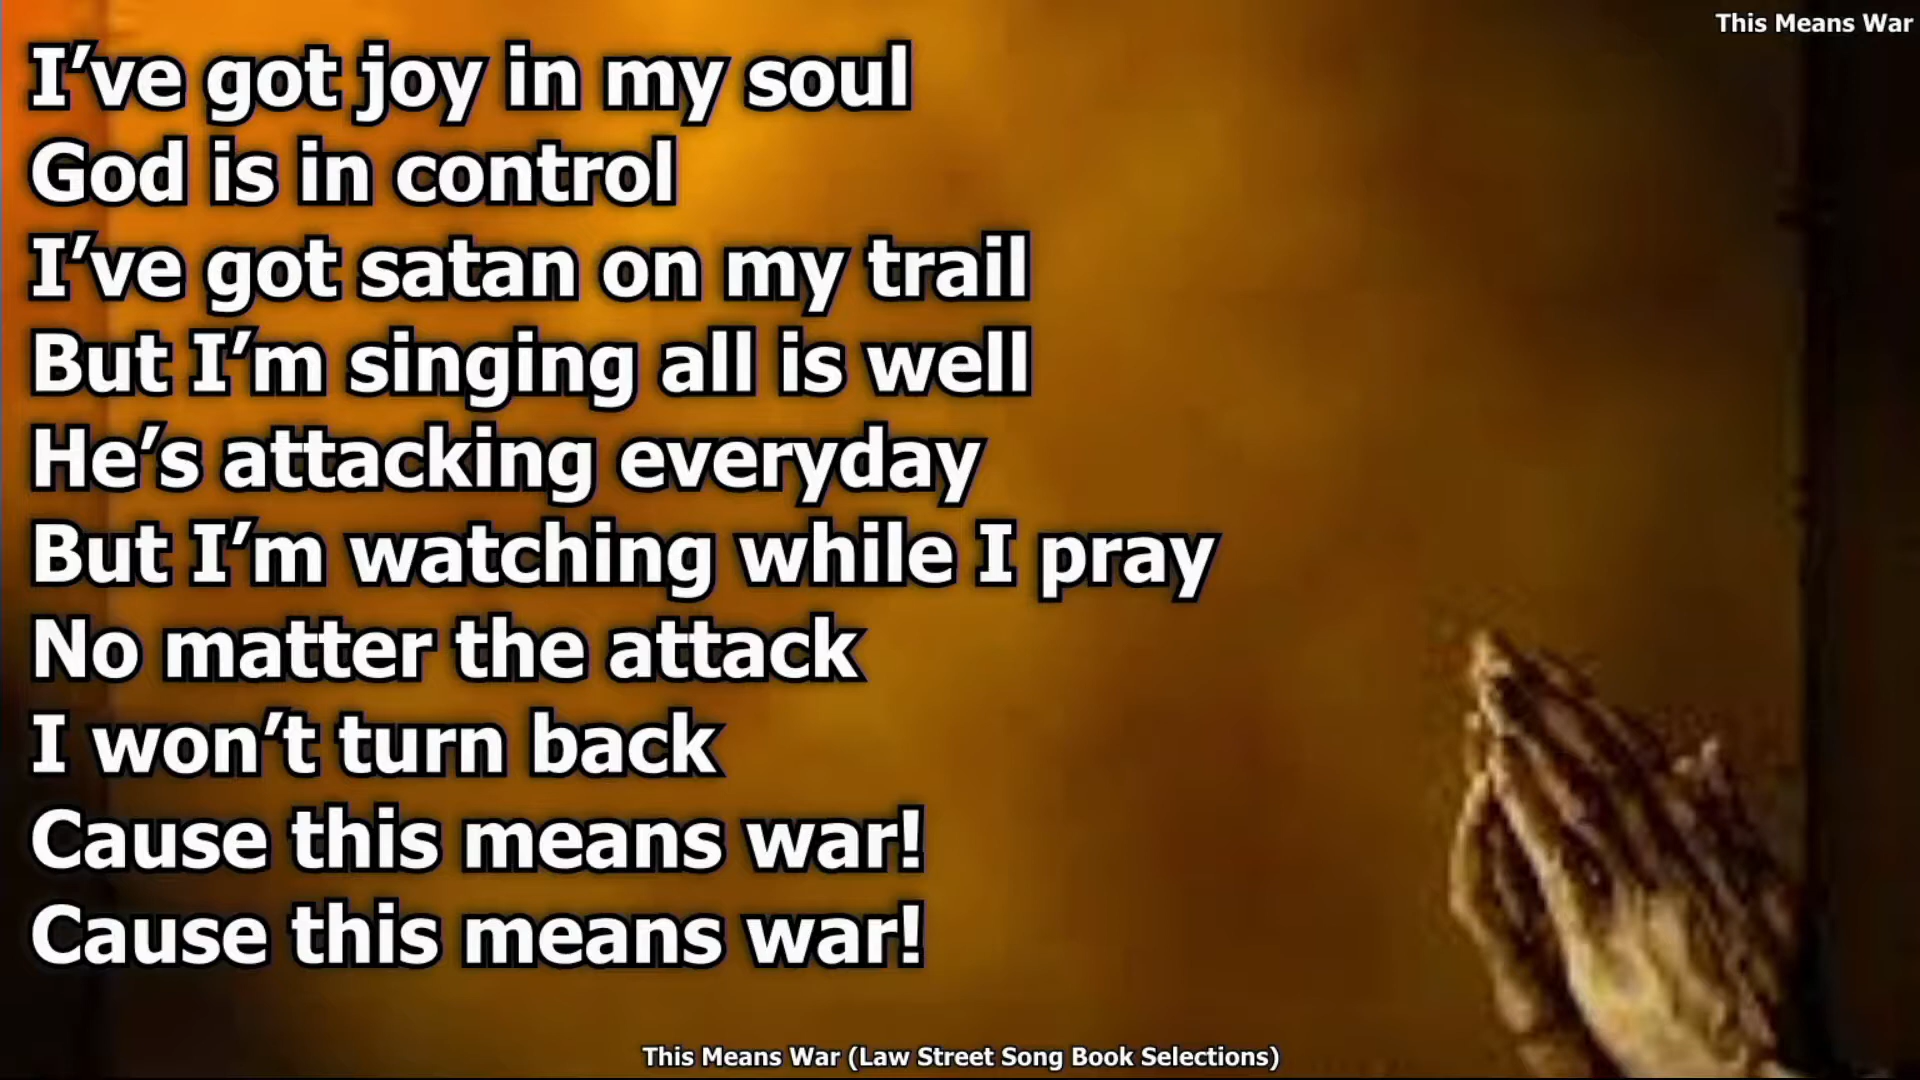 This Means War
I’ve got joy in my soul
God is in control
I’ve got satan on my trail
But I’m singing all is well
He’s attacking everyday
But I’m watching while I pray
No matter the attack
I won’t turn back
Cause this means war!
Cause this means war!
This Means War (Law Street Song Book Selections)